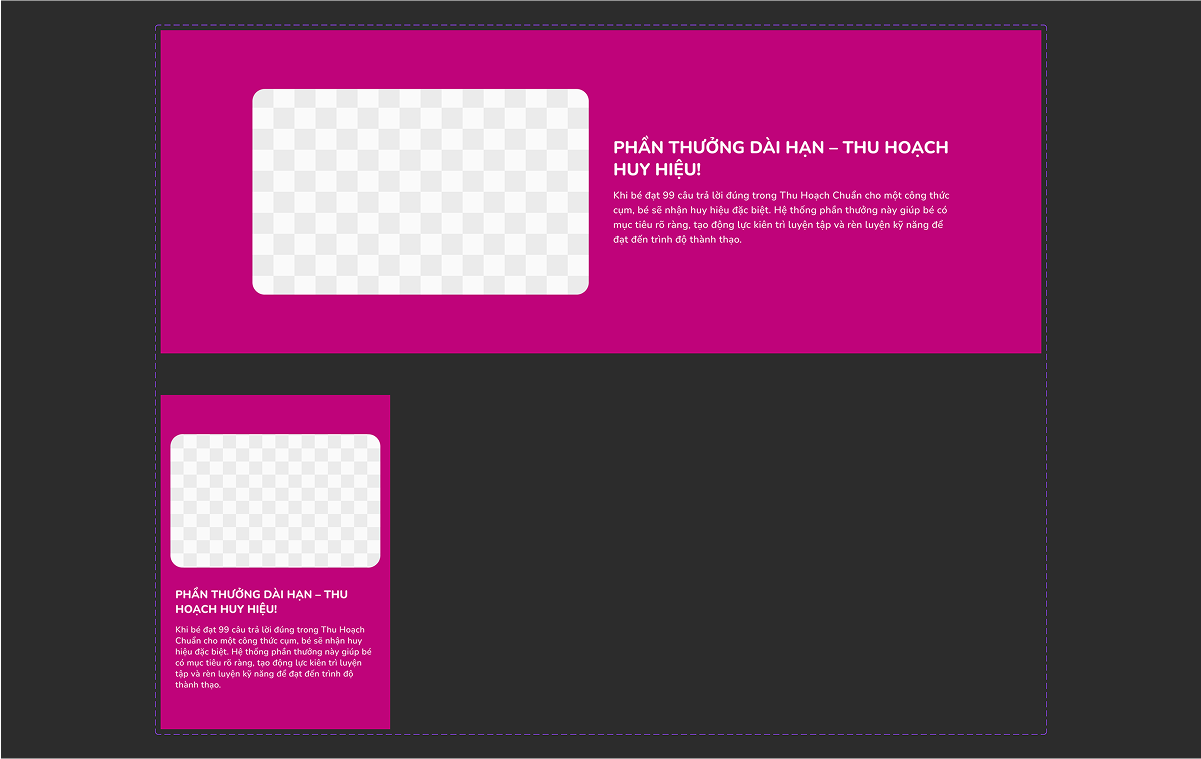 PHẦN THƯỞNG DÀI HẠN – THU HOẠCH
HUY HIỆU!
Khi bé đạt 99 câu trả lời đúng trong Thu Hoạch Chuẩn cho một công thức
cụm, bé sẽ nhận huy hiệu đặc biệt. Hệ thống phần thưởng này giúp bé có
mục tiêu rõ ràng, tạo động lực kiên trì luyện tập và rèn luyện kỹ năng để
đạt đến trình độ thành thạo.
PHẦN THƯỞNG DÀI HẠN – THU
HOẠCH HUY HIỆU!
Khi bé đạt 99 câu trả lời đúng trong Thu Hoạch
Chuẩn cho một công thức cụm, bé sẽ nhận huy
hiệu đặc biệt. Hệ thống phần thưởng này giúp bé
có mục tiêu rõ ràng, tạo động lực kiên trì luyện
tập và rèn luyện kỹ năng để đạt đến trình độ
thành thạo.